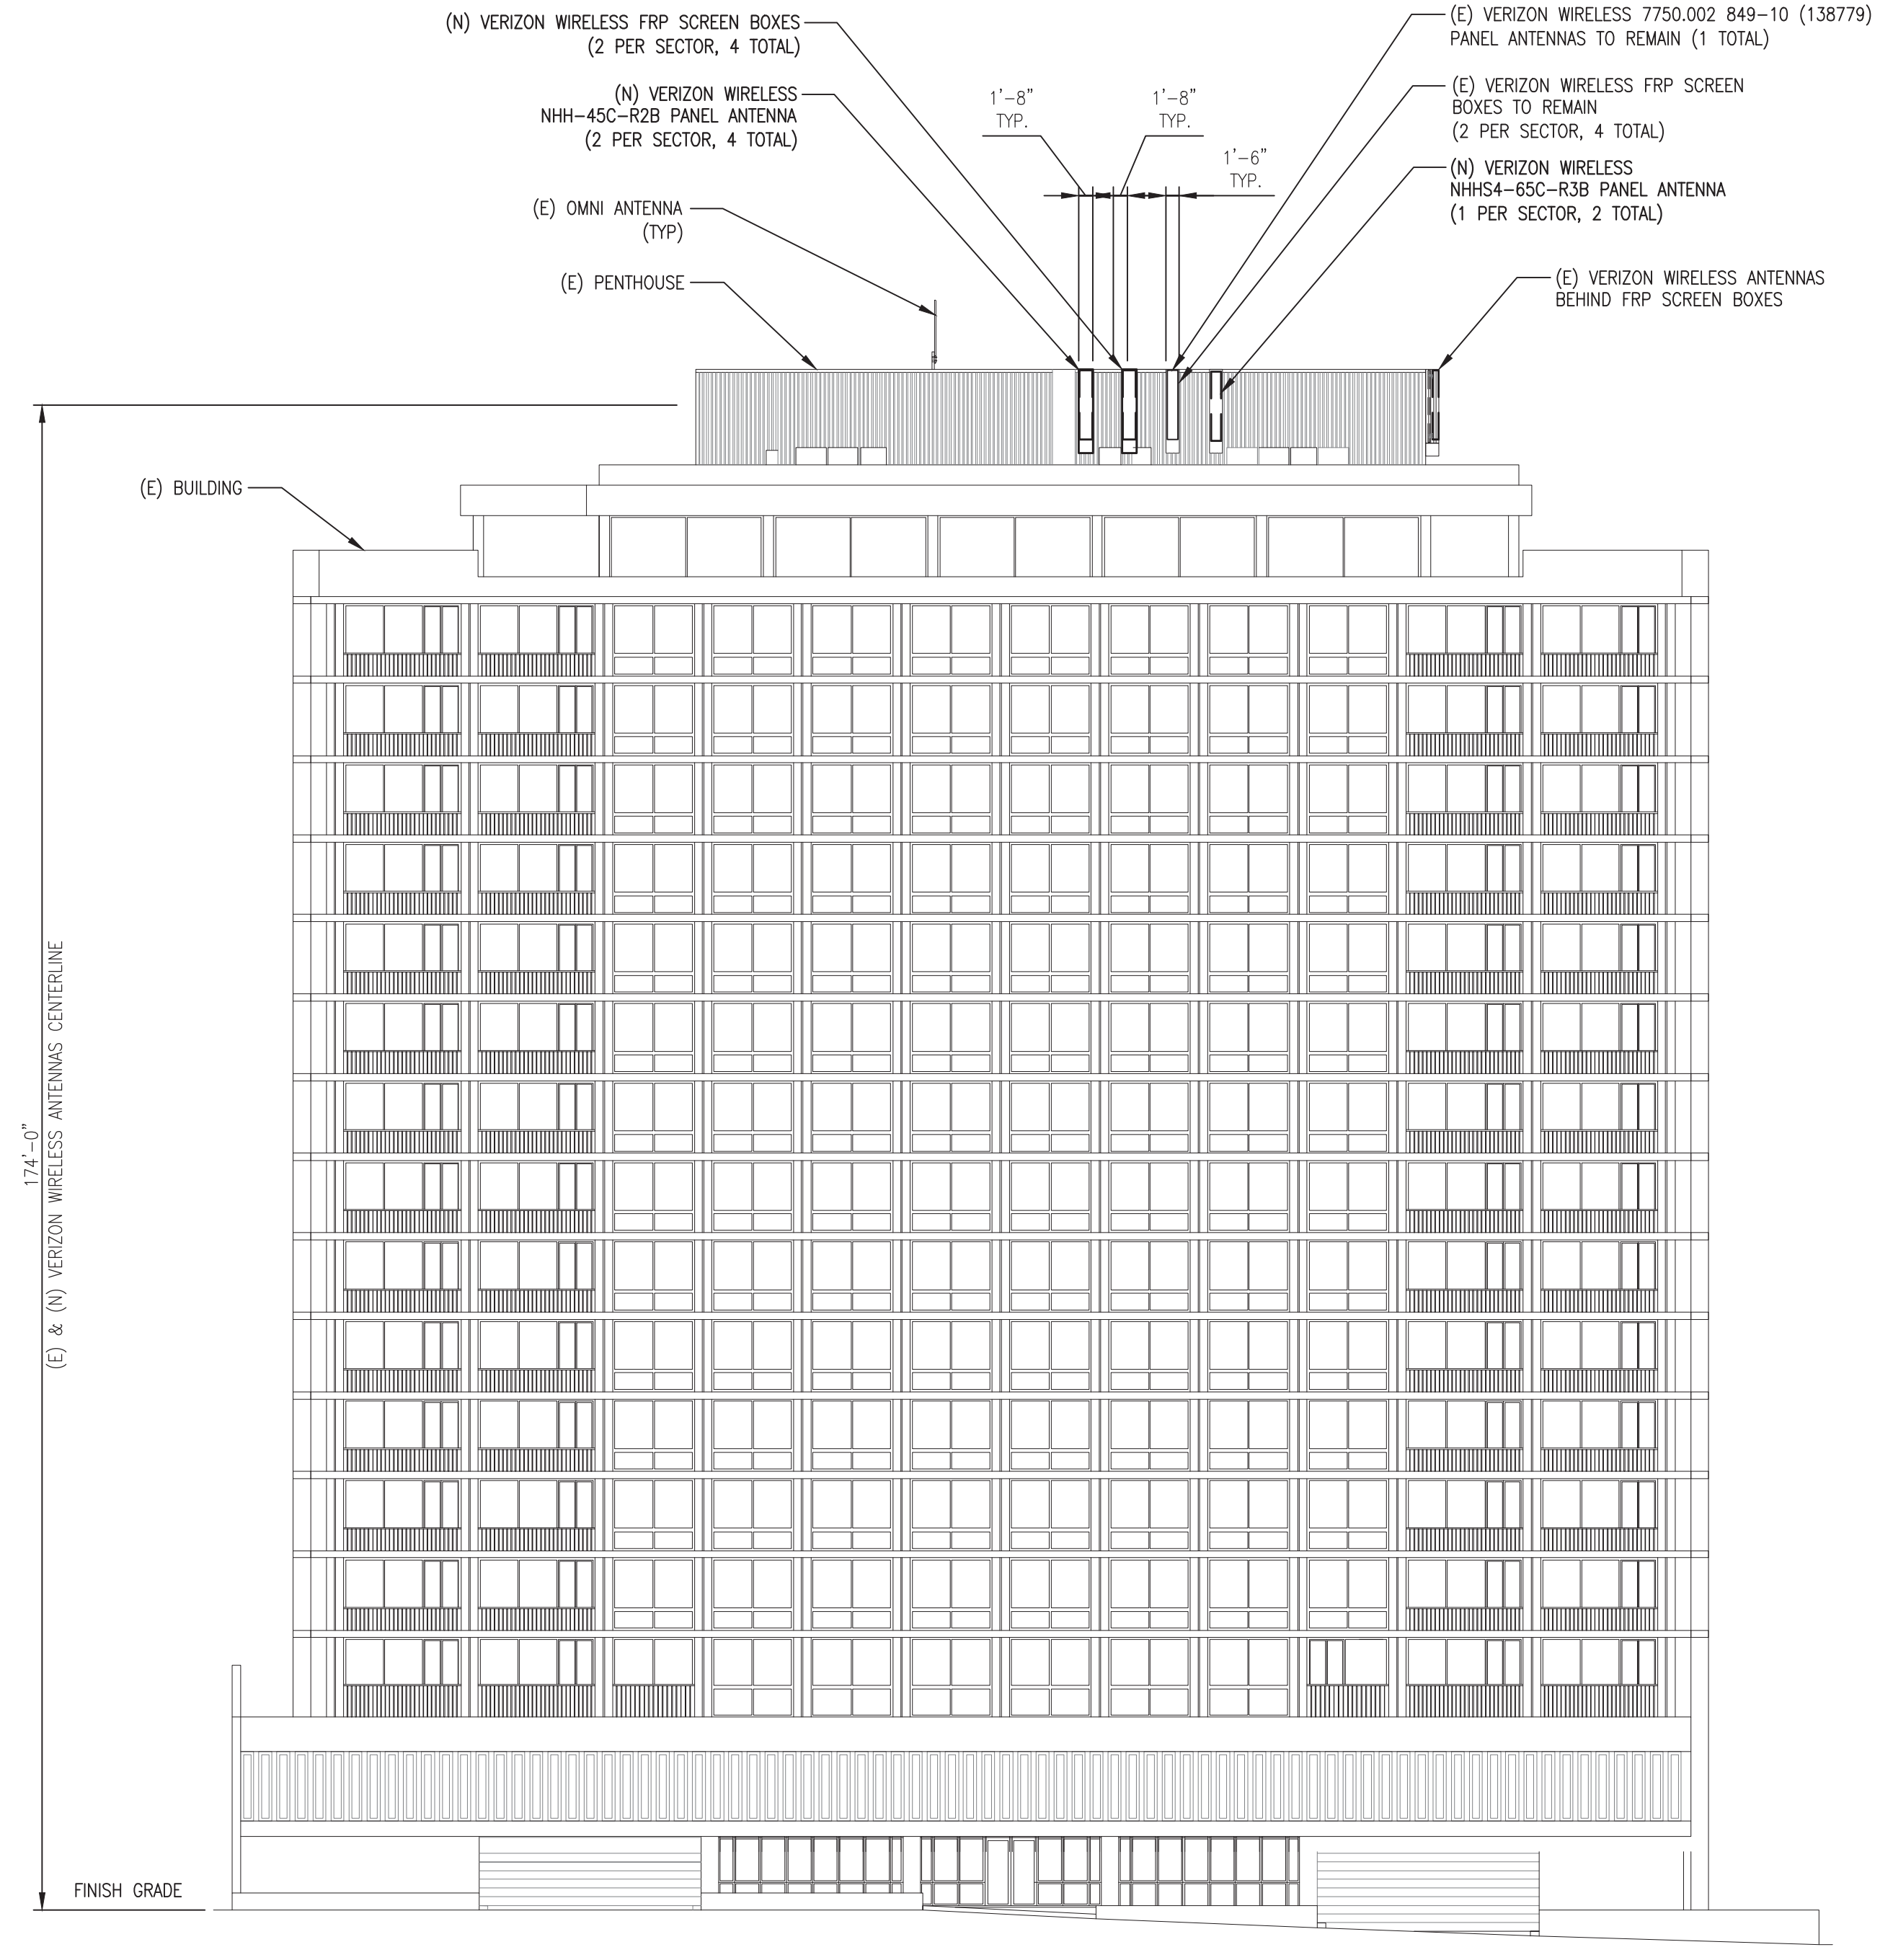 (N) VERIZON WIRELESS FRP SCREEN BOXES
(2 PER SECTOR, 4 TOTAL)
(N) VERIZON WIRELESS
NHH-45C-R2B PANEL ANTENNA
(2 PER SECTOR, 4 TOTAL)
(E) OMNI ANTENNA
(TYP)
(E) PENTHOUSE
(E) BUILDING
1'-8"
TYP.
1'-8"
TYP.
1'-6"
TYP.
(E) VERIZON WIRELESS 7750.002 849-10 (138779)
PANEL ANTENNAS TO REMAIN (1 TOTAL)
(E) VERIZON WIRELESS FRP SCREEN
BOXES TO REMAIN
(2 PER SECTOR, 4 TOTAL)
(N) VERIZON WIRELESS
NHHS4-65C-R3B PANEL ANTENNA
(1 PER SECTOR, 2 TOTAL)
(E) VERIZON WIRELESS ANTENNAS
BEHIND FRP SCREEN BOXES
174'-0"
(E) & (N) VERIZON WIRELESS ANTENNAS CENTERLINE
FINISH GRADE